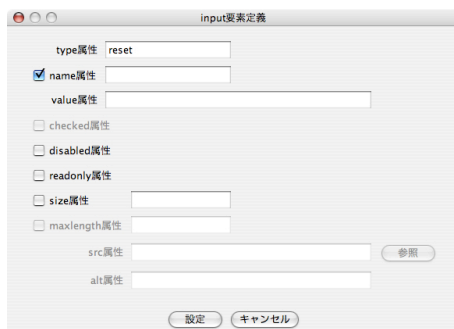 input要素定義
type属性 reset
name属性
value属性
checked属性
disabled属性
readonly属性
size属性
maxlength属性
src属性 参照
alt属性
設定 キャンセル